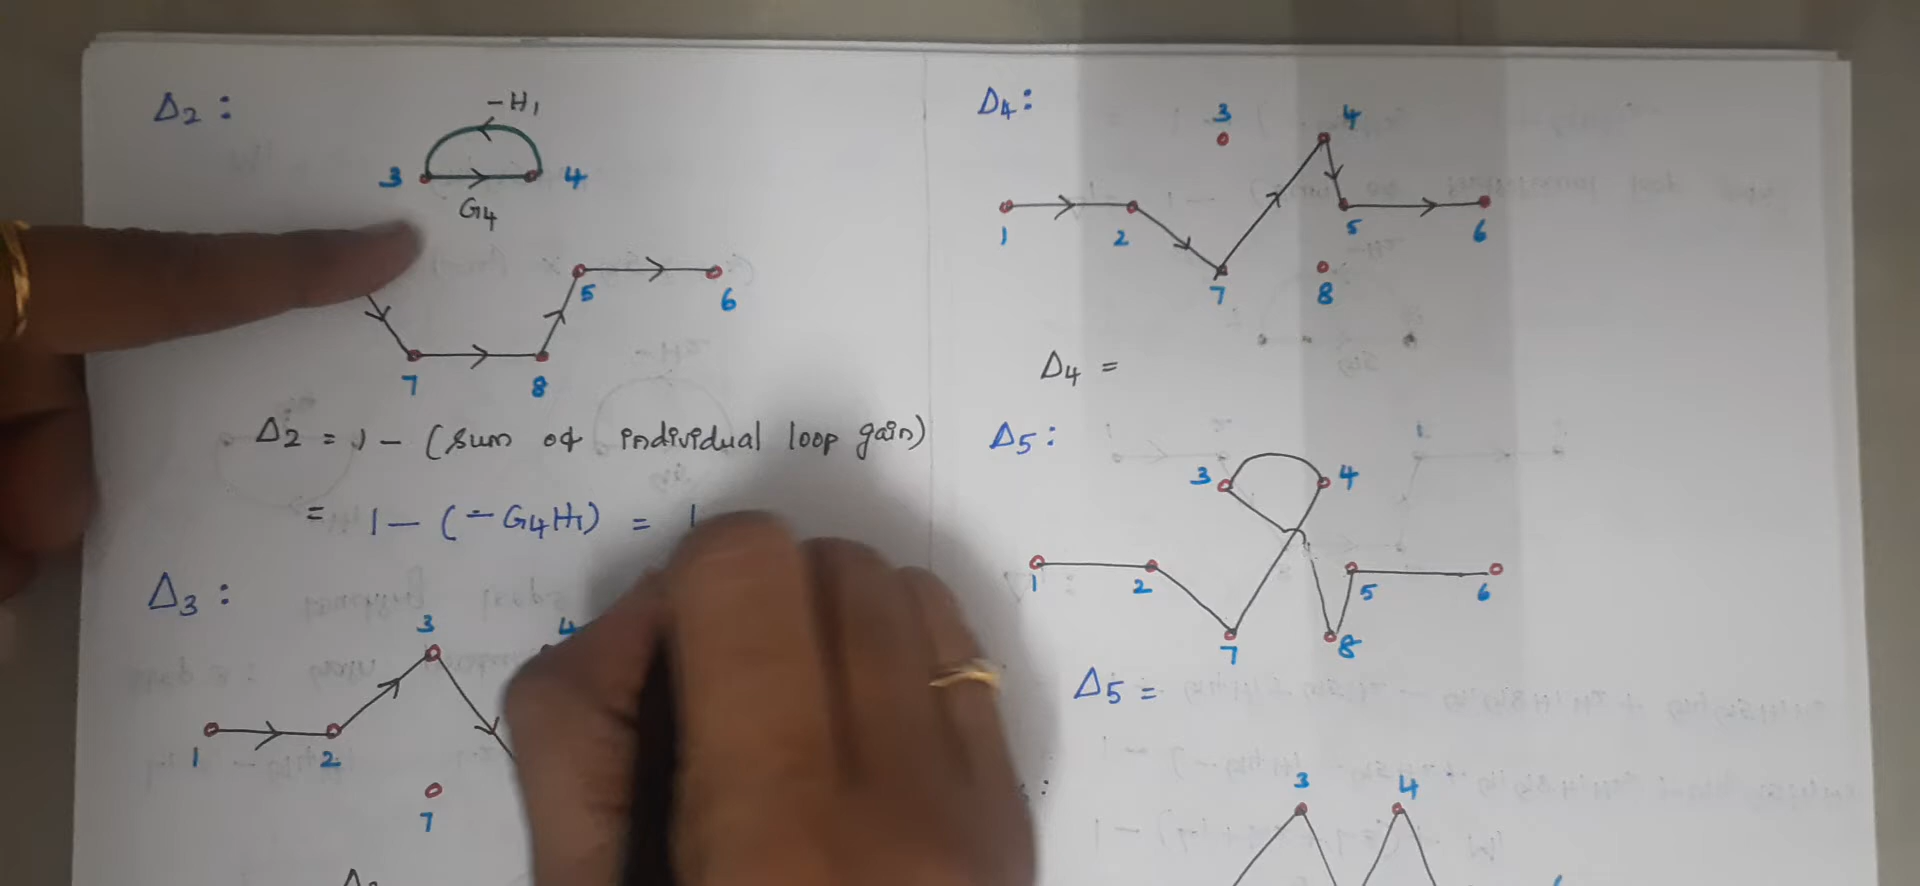 Δ2 :
-H1
3 4
G4
5 6
7 8
Δ2 = 1 - (sum of individual loop gain)
= 1 - (-G4H1) = 1
Δ3 :
3 4
1 2
7
Δ4 :
3 4
1 2 5 6
7 8
Δ4 =
Δ5 :
3 4
1 2 5 6
7 8
Δ5 =
3 4